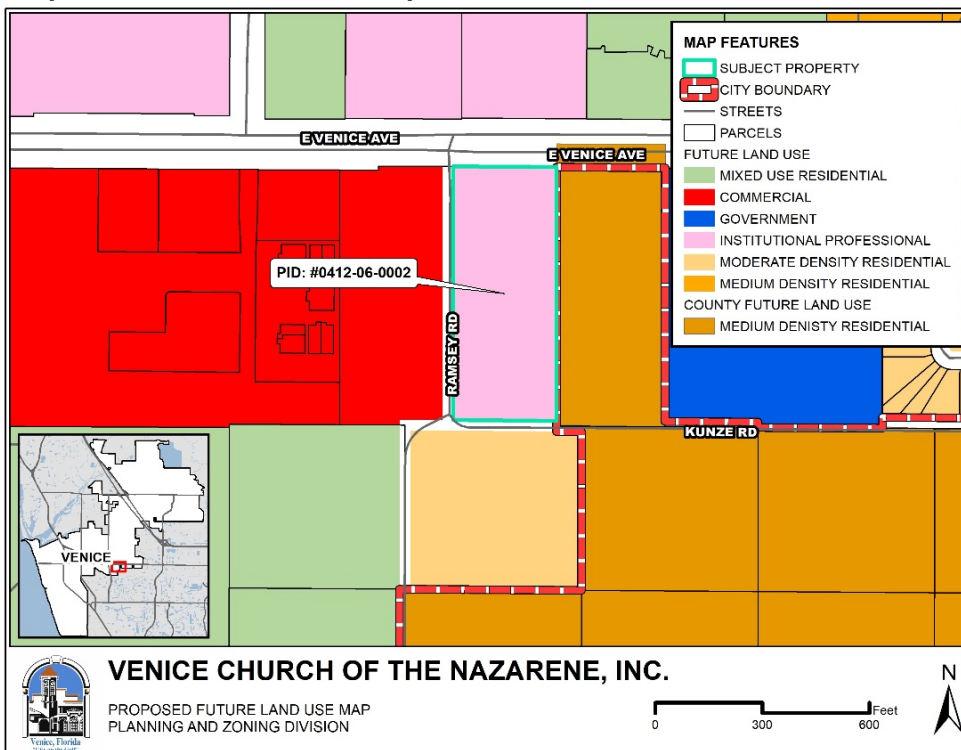 E VENICE AVE
E VENICE AVE
PID: #0412-06-0002
RAMSEY RD
KUNZE RD
MAP FEATURES
SUBJECT PROPERTY
CITY BOUNDARY
STREETS
PARCELS
FUTURE LAND USE
MIXED USE RESIDENTIAL
COMMERCIAL
GOVERNMENT
INSTITUTIONAL PROFESSIONAL
MODERATE DENSITY RESIDENTIAL
MEDIUM DENSITY RESIDENTIAL
COUNTY FUTURE LAND USE
MEDIUM DENISTY RESIDENTIAL
VENICE
Venice, Florida
VENICE CHURCH OF THE NAZARENE, INC.
PROPOSED FUTURE LAND USE MAP
PLANNING AND ZONING DIVISION
Feet
0 300 600
N